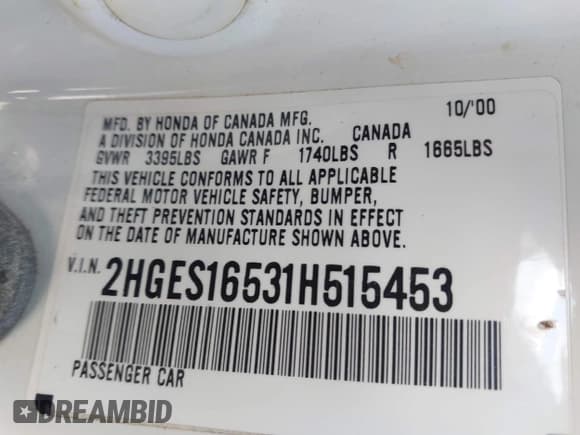 10/'00
MFD. BY HONDA OF CANADA MFG.
A DIVISION OF HONDA CANADA INC. CANADA
GVWR 3395LBS GAWR F 1740LBS R 1665LBS
THIS VEHICLE CONFORMS TO ALL APPLICABLE
FEDERAL MOTOR VEHICLE SAFETY, BUMPER,
AND THEFT PREVENTION STANDARDS IN EFFECT
ON THE DATE OF MANUFACTURE SHOWN ABOVE.
V.I.N. 2HGES16531H515453
PASSENGER CAR
DREAMBID